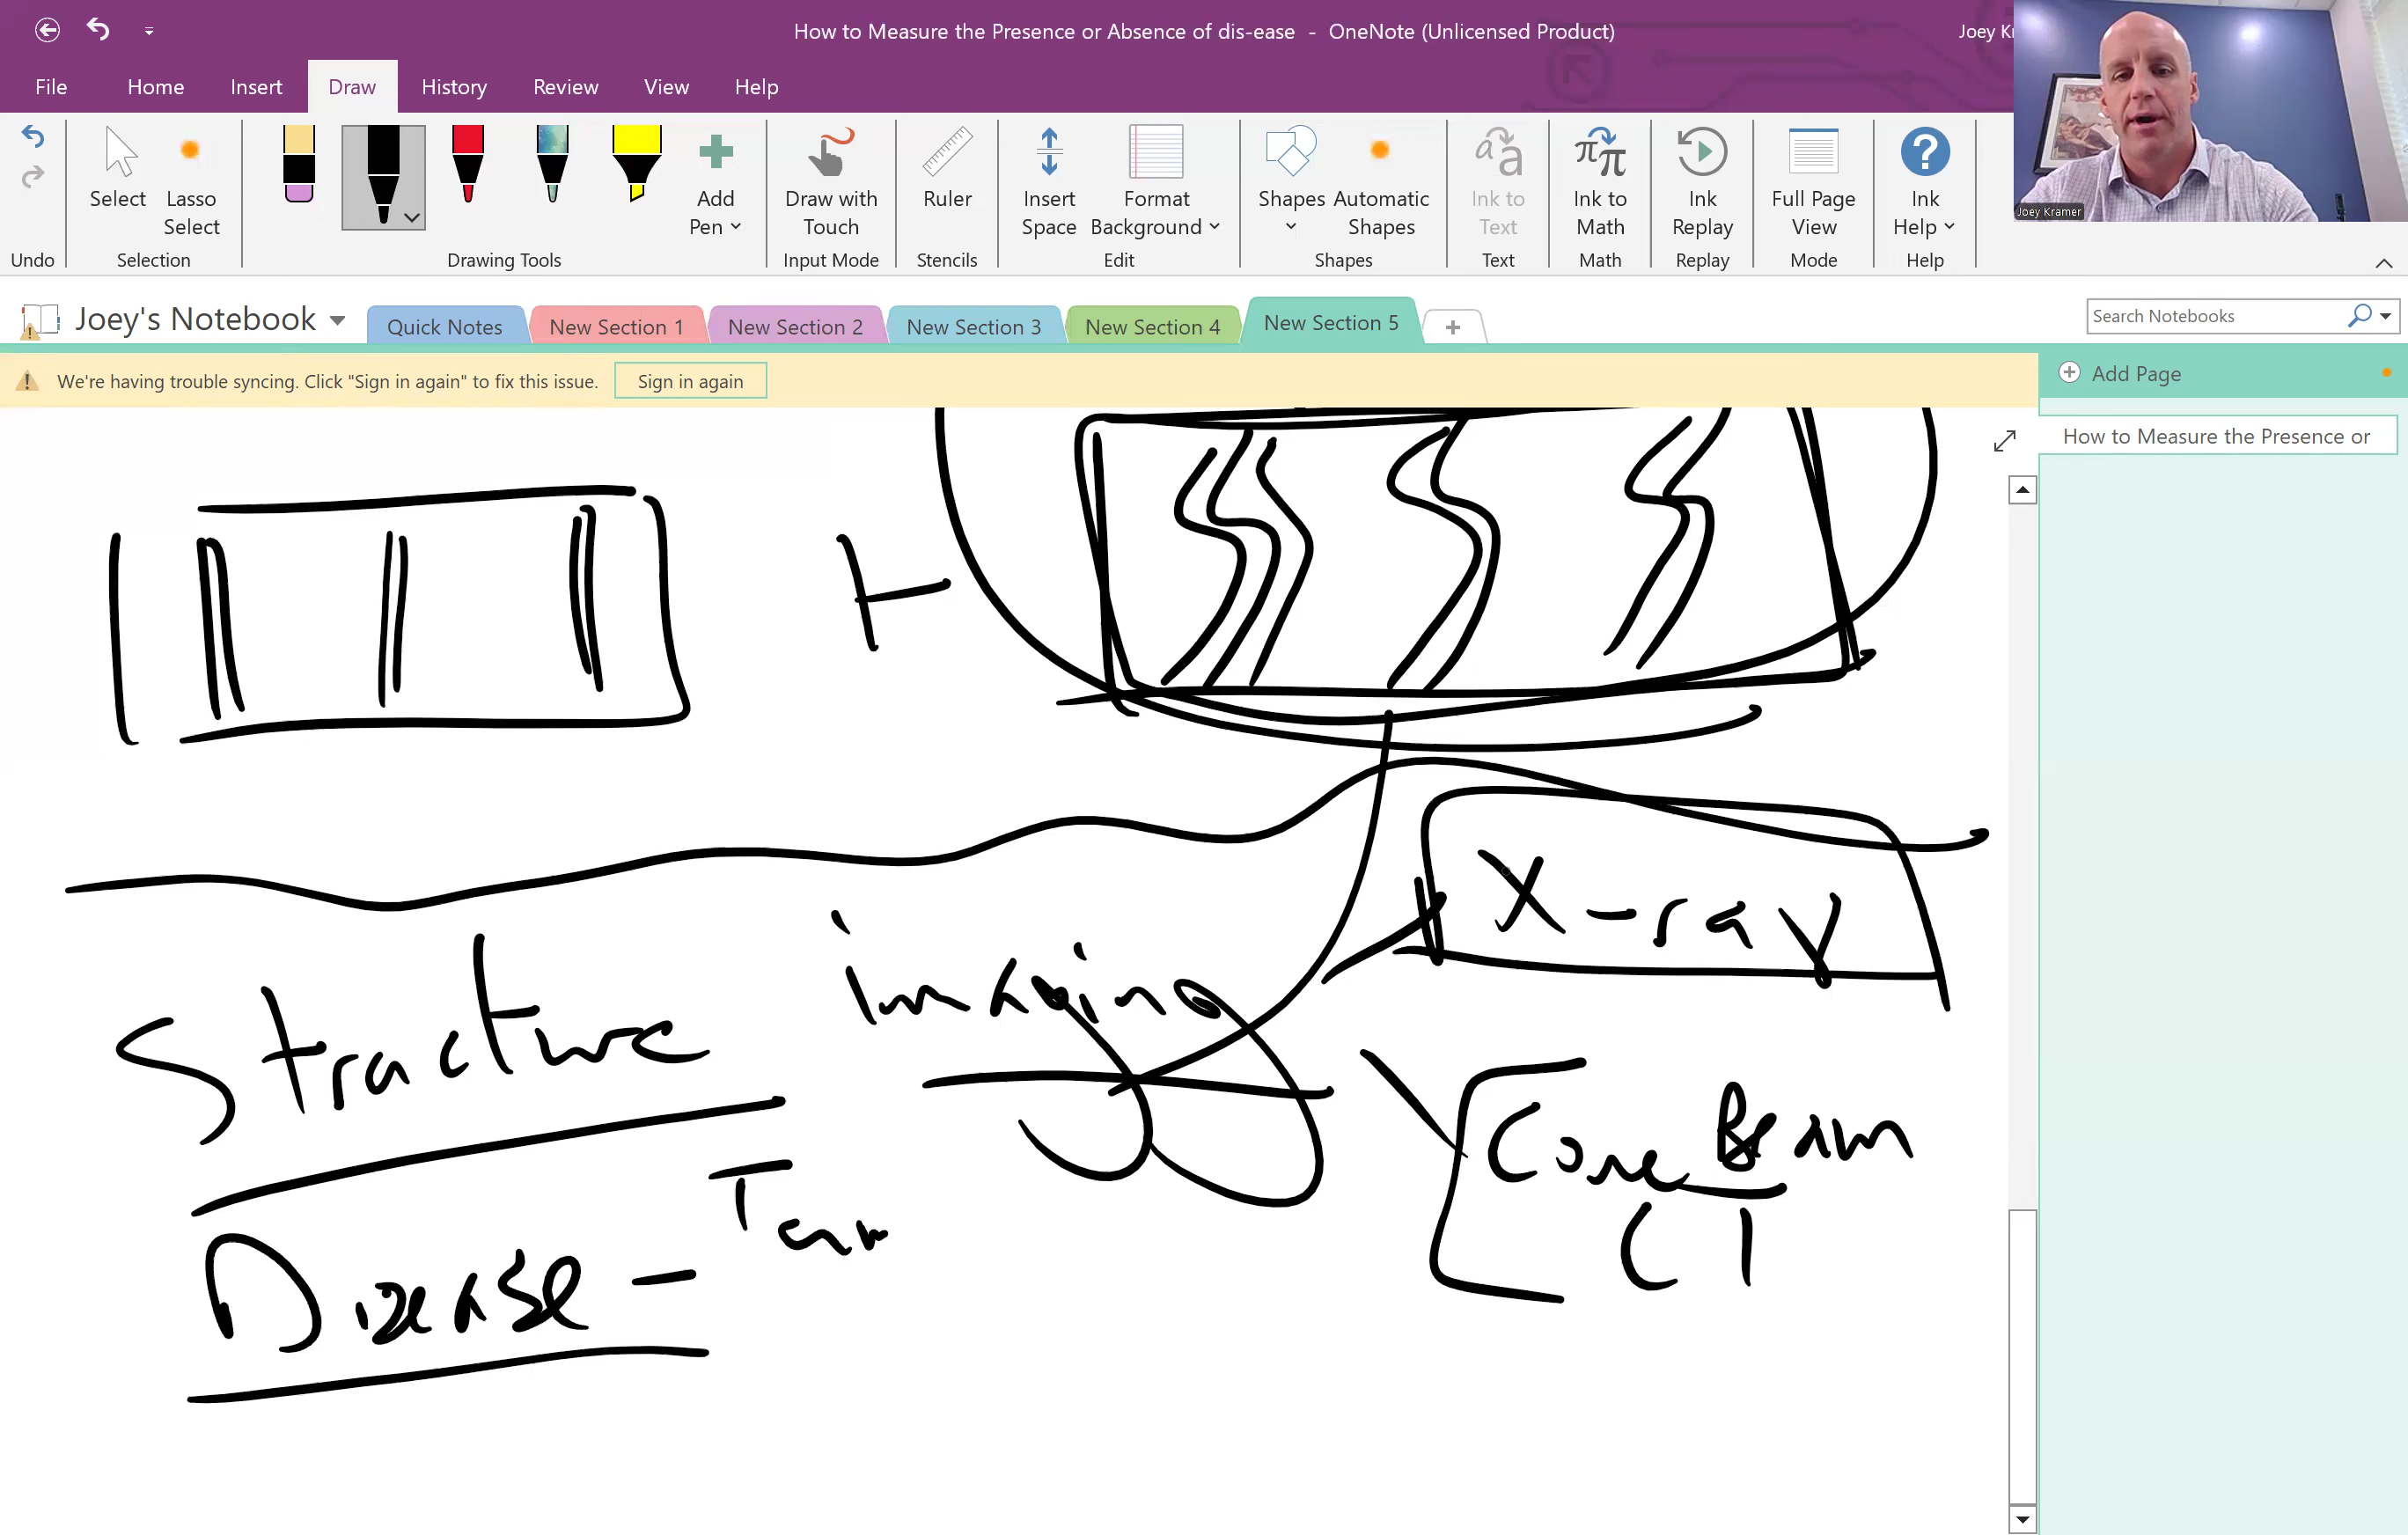 How to Measure the Presence or Absence of dis-ease - OneNote (Unlicensed Product)
Joey Kr
File Home Insert Draw History Review View Help
Select
Lasso Select
Add Pen
Draw with Touch
Ruler
Insert Space
Format Background
Shapes
Automatic Shapes
Ink to Text
Ink to Math
Ink Replay
Full Page View
Ink Help
Joey Kramer
Undo Selection Drawing Tools Input Mode Stencils Edit Shapes Text Math Replay Mode Help
Joey's Notebook Quick Notes New Section 1 New Section 2 New Section 3 New Section 4 New Section 5 Search Notebooks
We're having trouble syncing. Click "Sign in again" to fix this issue. Sign in again
Add Page
How to Measure the Presence or
X-ray
Structure imaging
Cone Beam
CT
Disease -